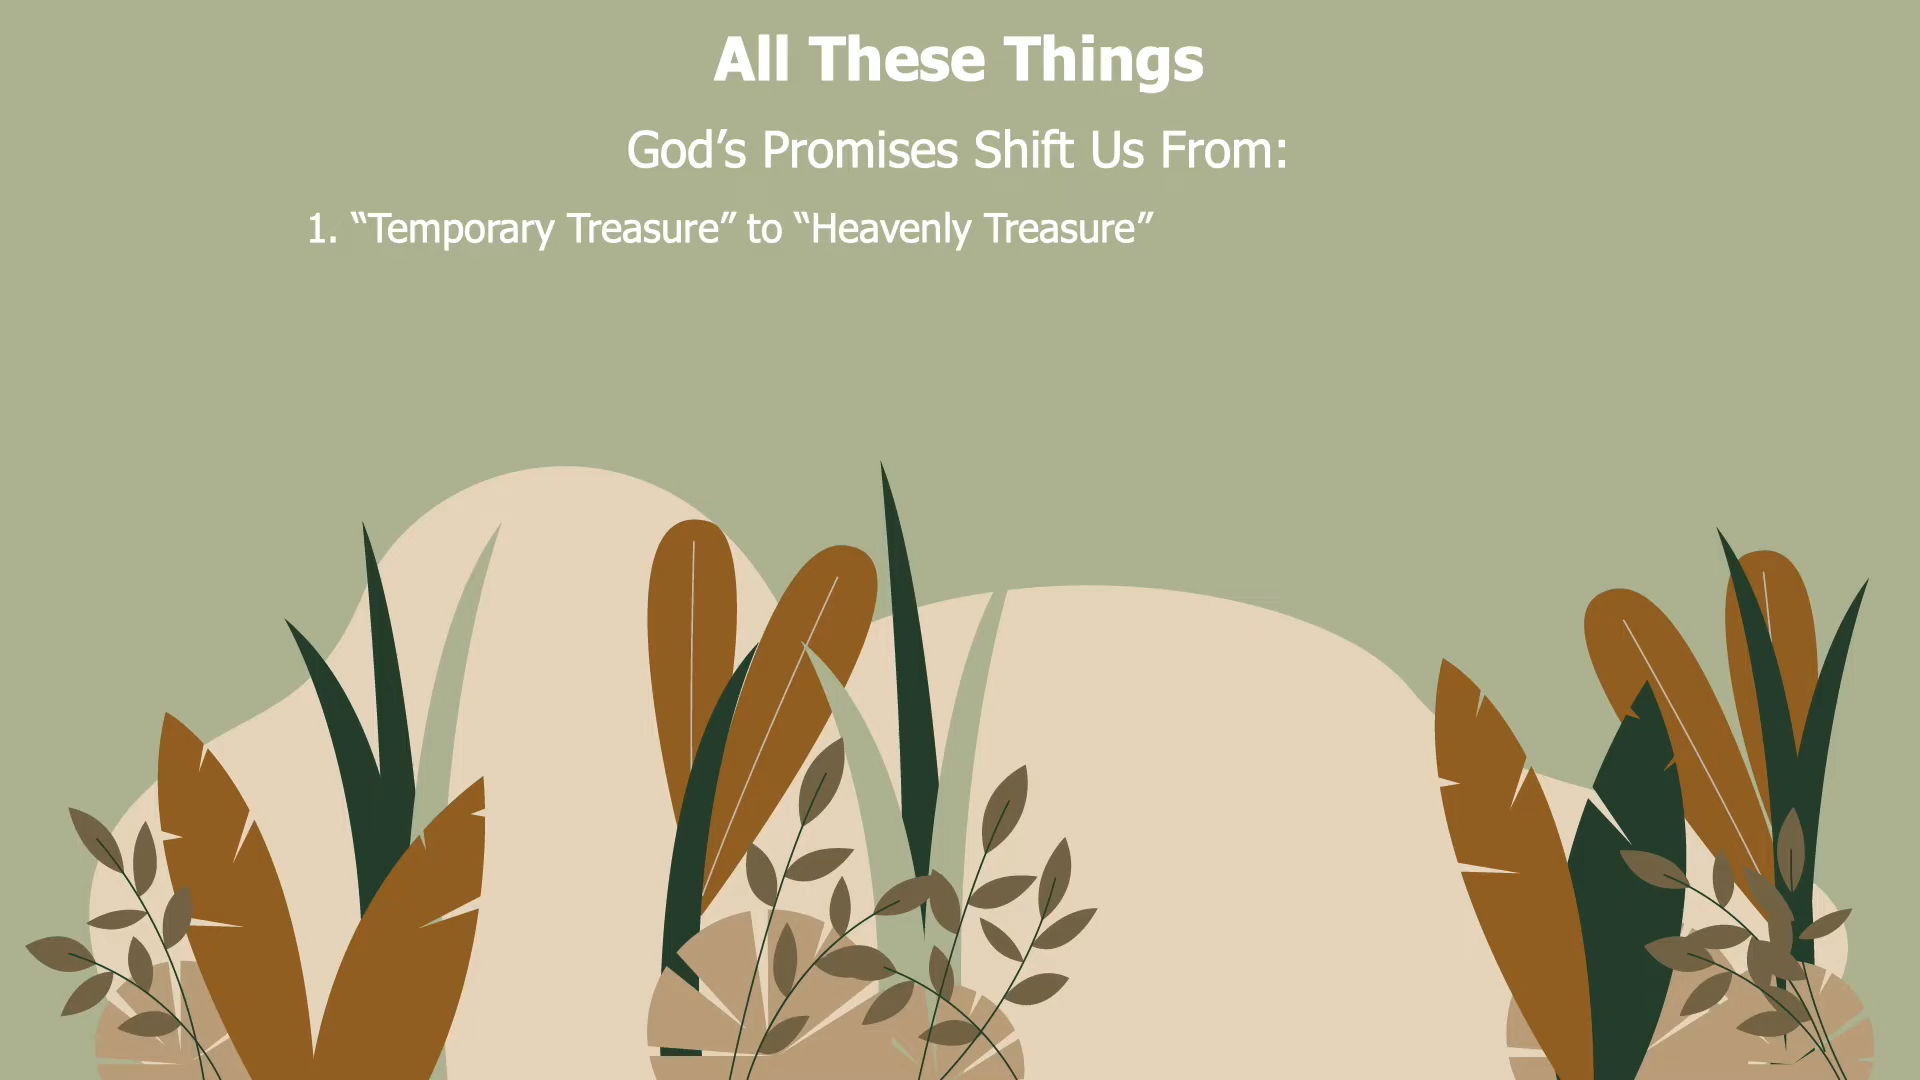 All These Things
God’s Promises Shift Us From:
1. “Temporary Treasure” to “Heavenly Treasure”